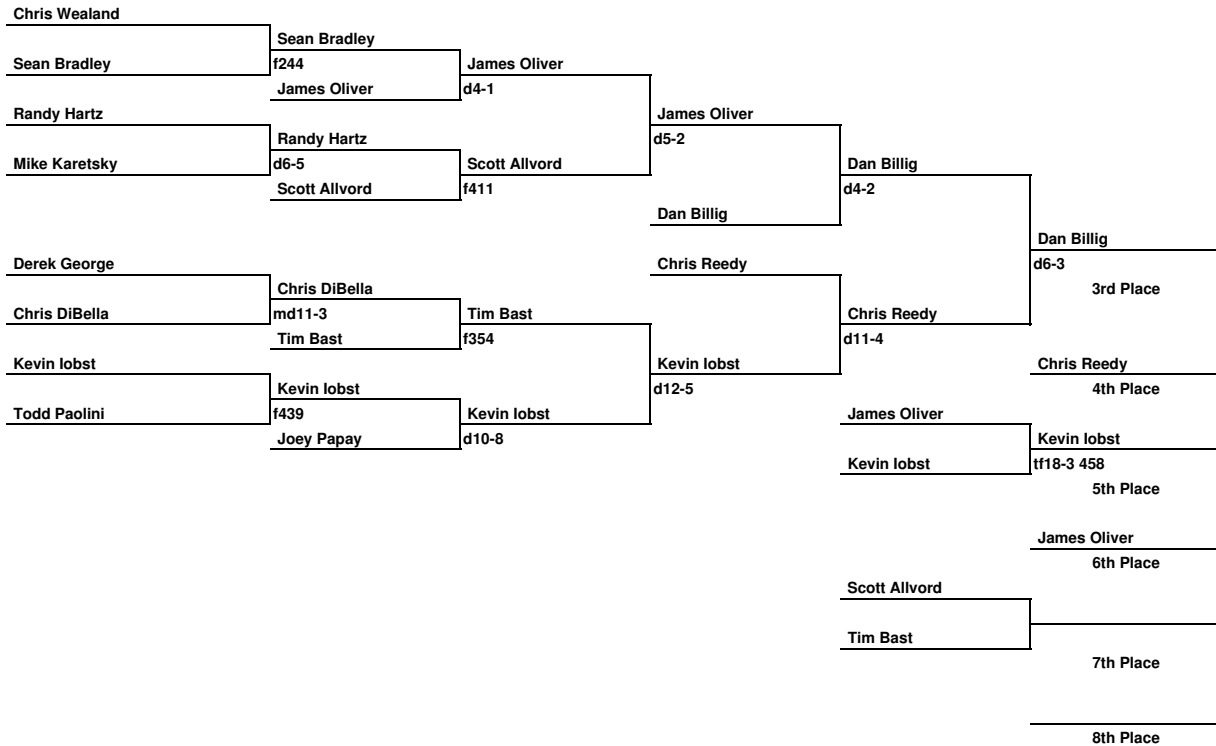 Chris Wealand
Sean Bradley
Sean Bradley
f244
James Oliver
James Oliver
d4-1
Randy Hartz
James Oliver
d5-2
Randy Hartz
Mike Karetsky
d6-5
Scott Allvord
Dan Billig
Scott Allvord
f411
d4-2
Dan Billig
Dan Billig
Derek George
Chris Reedy
d6-3
Chris DiBella
3rd Place
Chris DiBella
md11-3
Tim Bast
Chris Reedy
Tim Bast
f354
d11-4
Kevin Iobst
Kevin Iobst
Chris Reedy
Kevin Iobst
d12-5
4th Place
Todd Paolini
f439
Kevin Iobst
James Oliver
Joey Papay
d10-8
Kevin Iobst
Kevin Iobst
tf18-3 458
5th Place
James Oliver
6th Place
Scott Allvord
Tim Bast
7th Place
8th Place